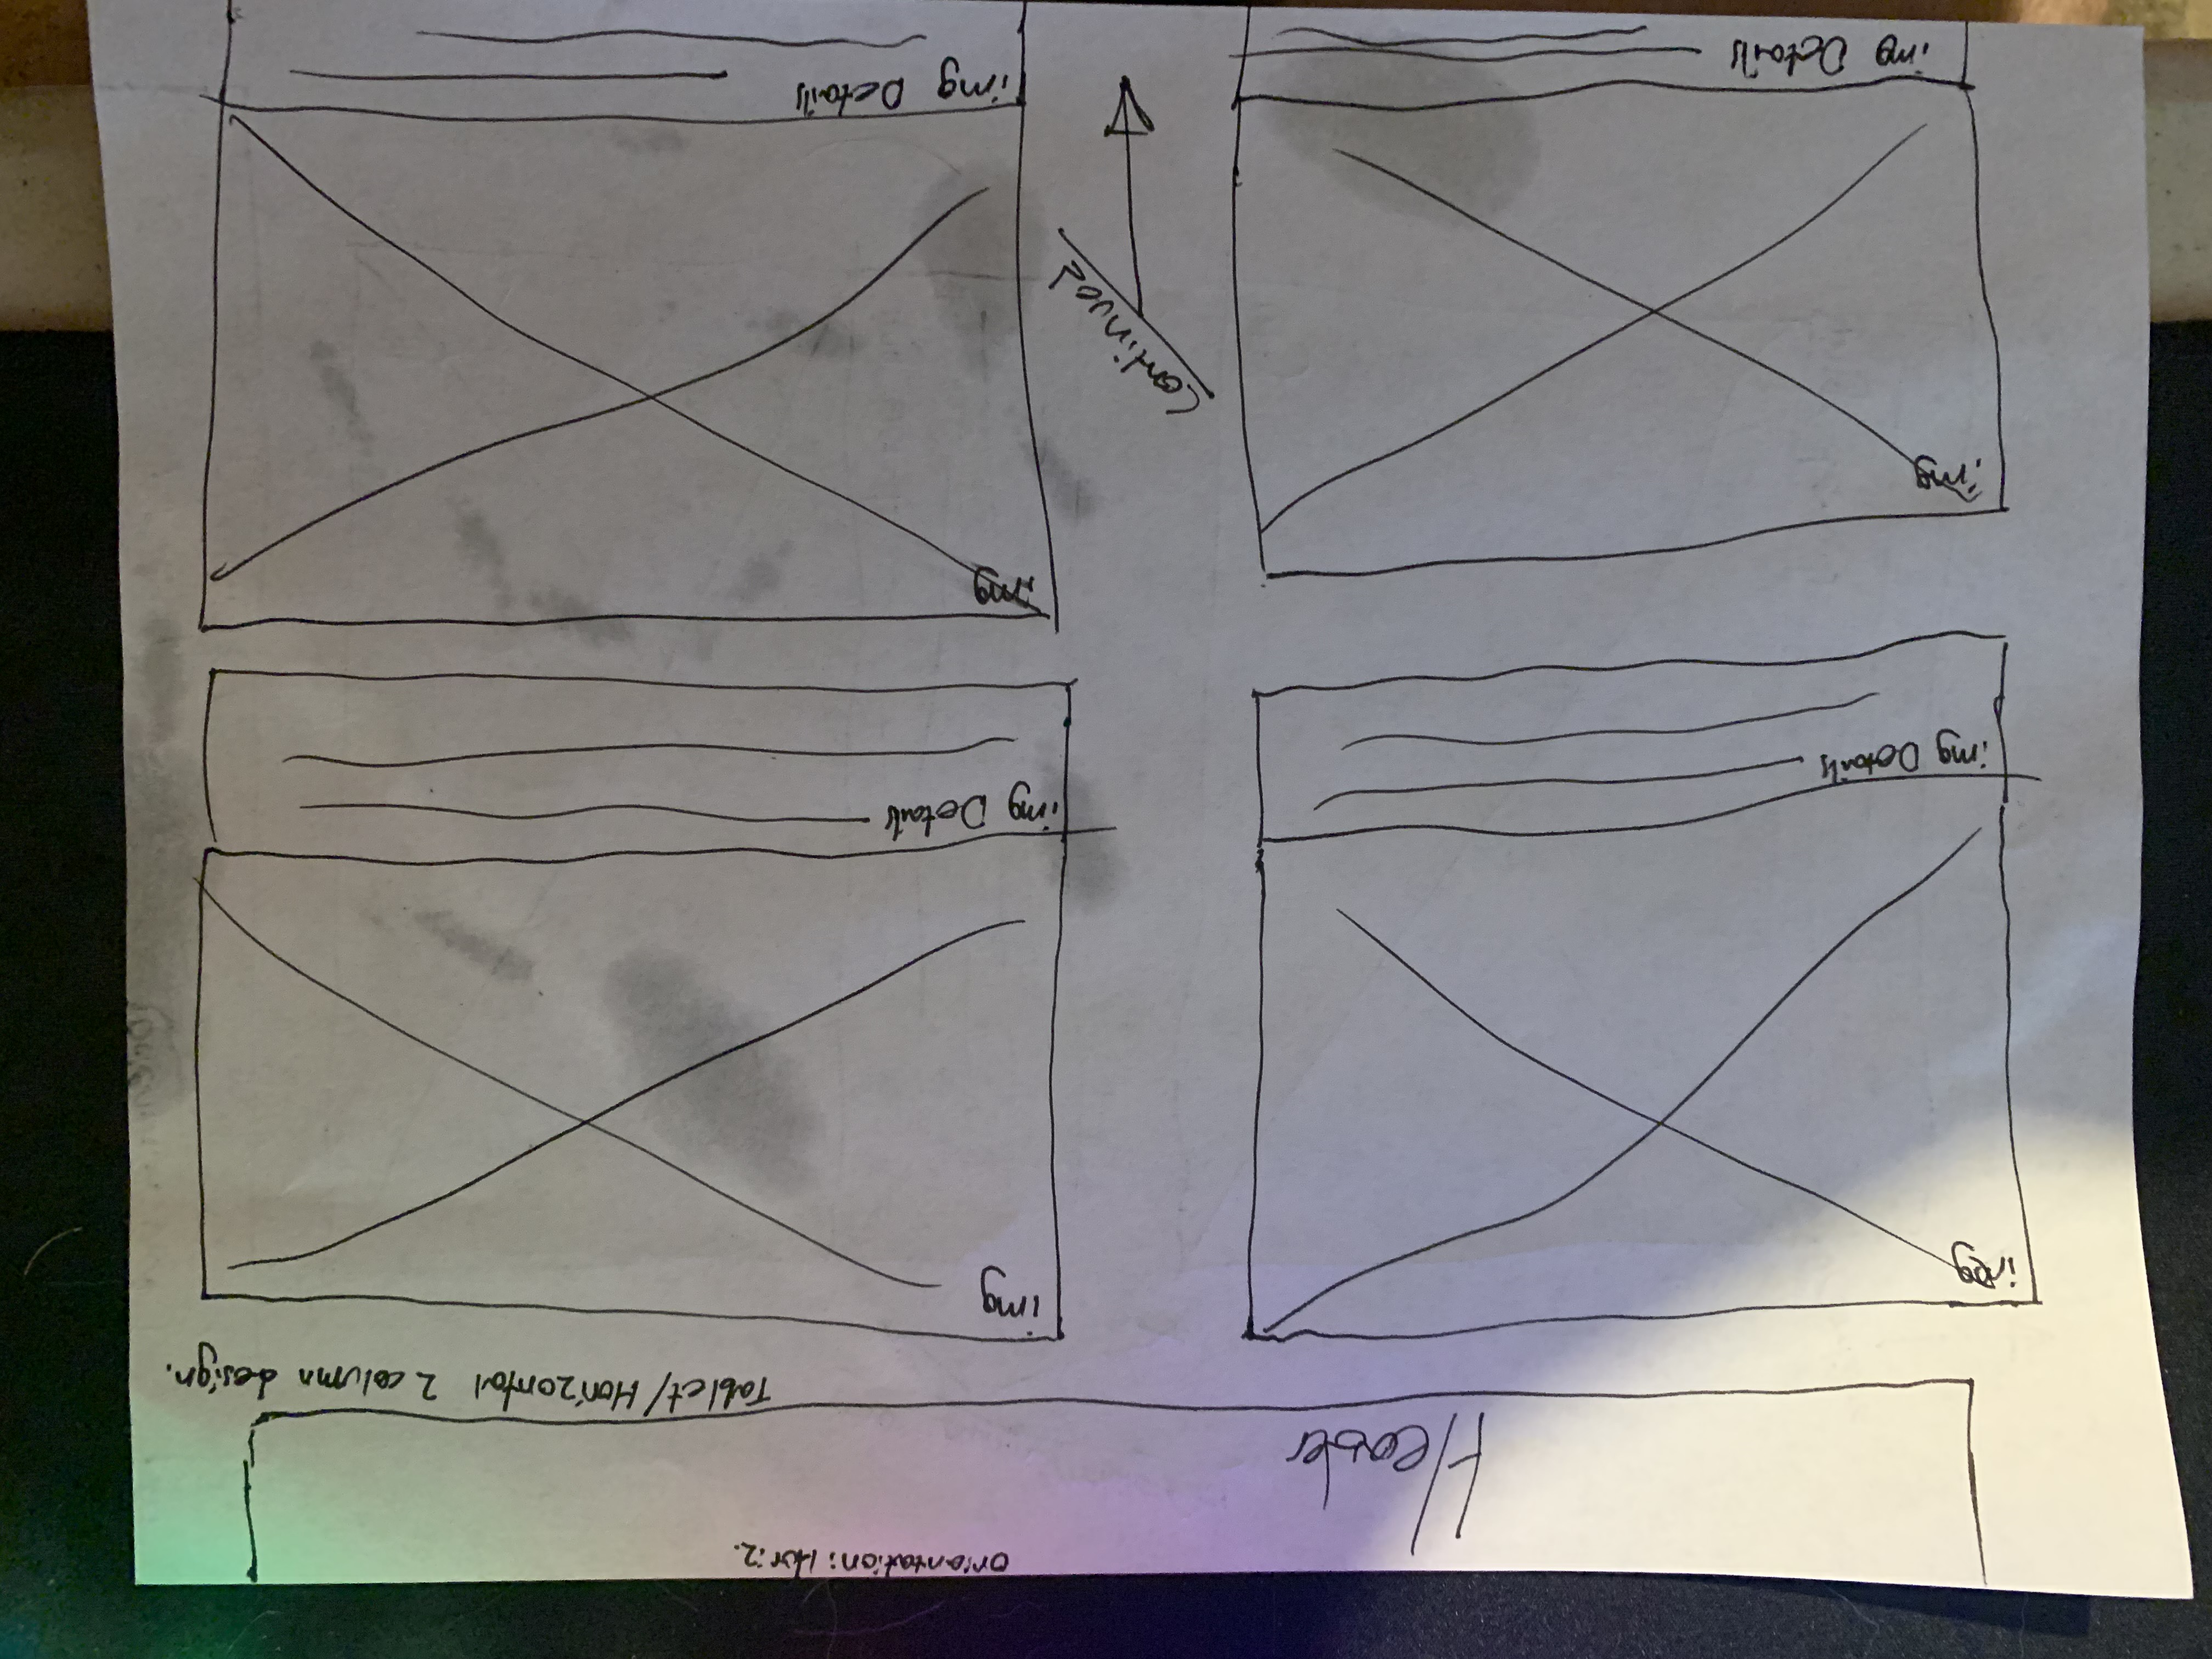 oriantation: Horiz.
Header
Tablet/Horizontal 2 column design.
img
img
img Details
img Details
img
img
Continued
img Details
img Details